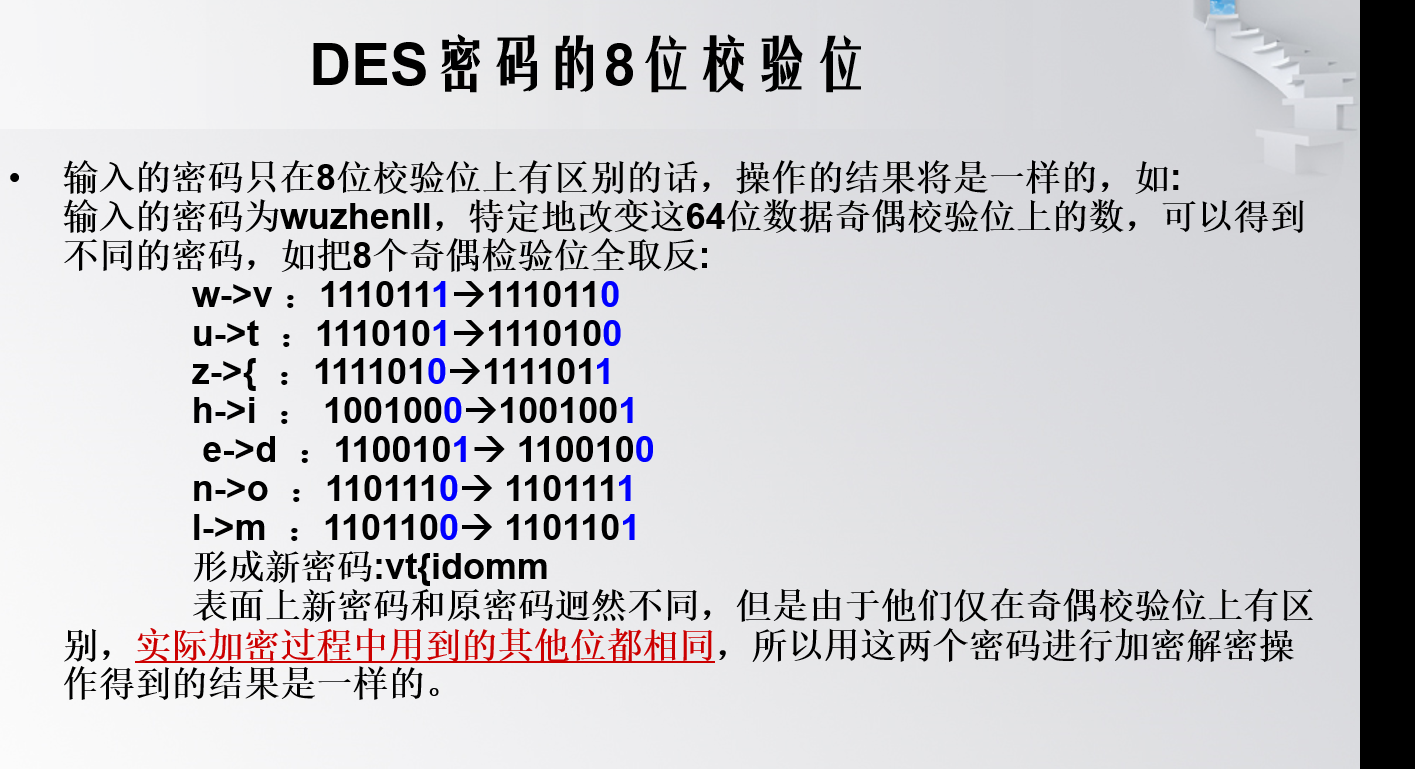 DES密码的8位校验位
• 输入的密码只在8位校验位上有区别的话，操作的结果将是一样的，如:
输入的密码为wuzhenll，特定地改变这64位数据奇偶校验位上的数，可以得到
不同的密码，如把8个奇偶检验位全取反:
w->v ：1110111→1110110
u->t ：1110101→1110100
z->{ ：1111010→1111011
h->i ： 1001000→1001001
e->d ：1100101→ 1100100
n->o ：1101110→ 1101111
l->m ：1101100→ 1101101
形成新密码:vt{idomm
表面上新密码和原密码迥然不同，但是由于他们仅在奇偶校验位上有区
别，实际加密过程中用到的其他位都相同，所以用这两个密码进行加密解密操
作得到的结果是一样的。